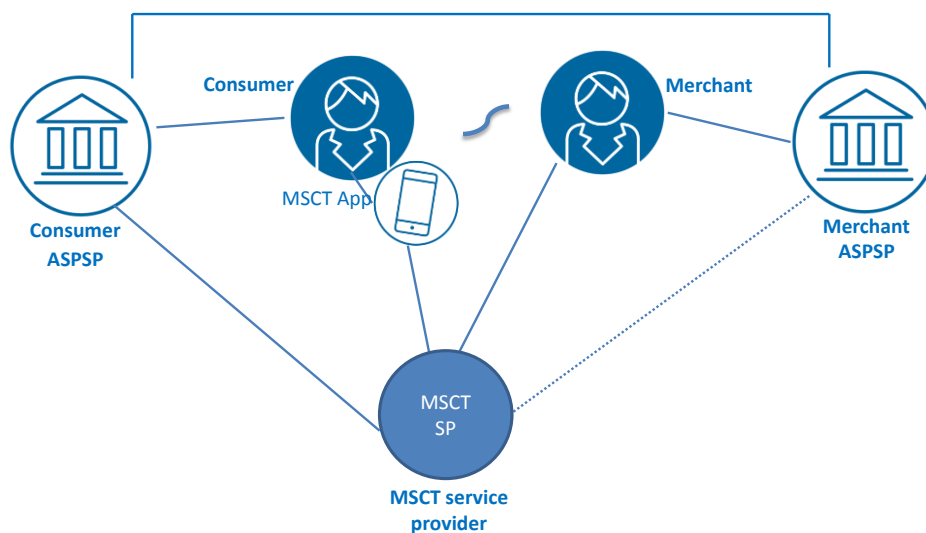 Consumer
Merchant
MSCT App
Consumer
ASPSP
Merchant
ASPSP
MSCT
SP
MSCT service
provider